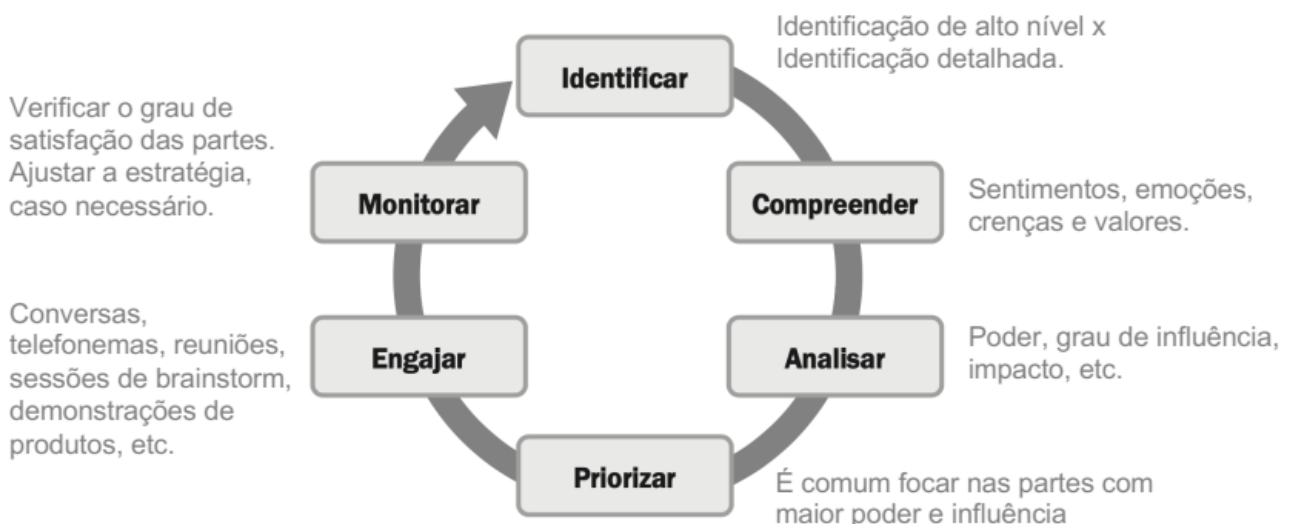 Identificar
Identificação de alto nível x
Identificação detalhada.
Compreender
Sentimentos, emoções,
crenças e valores.
Analisar
Poder, grau de influência,
impacto, etc.
Priorizar
É comum focar nas partes com
maior poder e influência
Engajar
Conversas,
telefonemas, reuniões,
sessões de brainstorm,
demonstrações de
produtos, etc.
Monitorar
Verificar o grau de
satisfação das partes.
Ajustar a estratégia,
caso necessário.